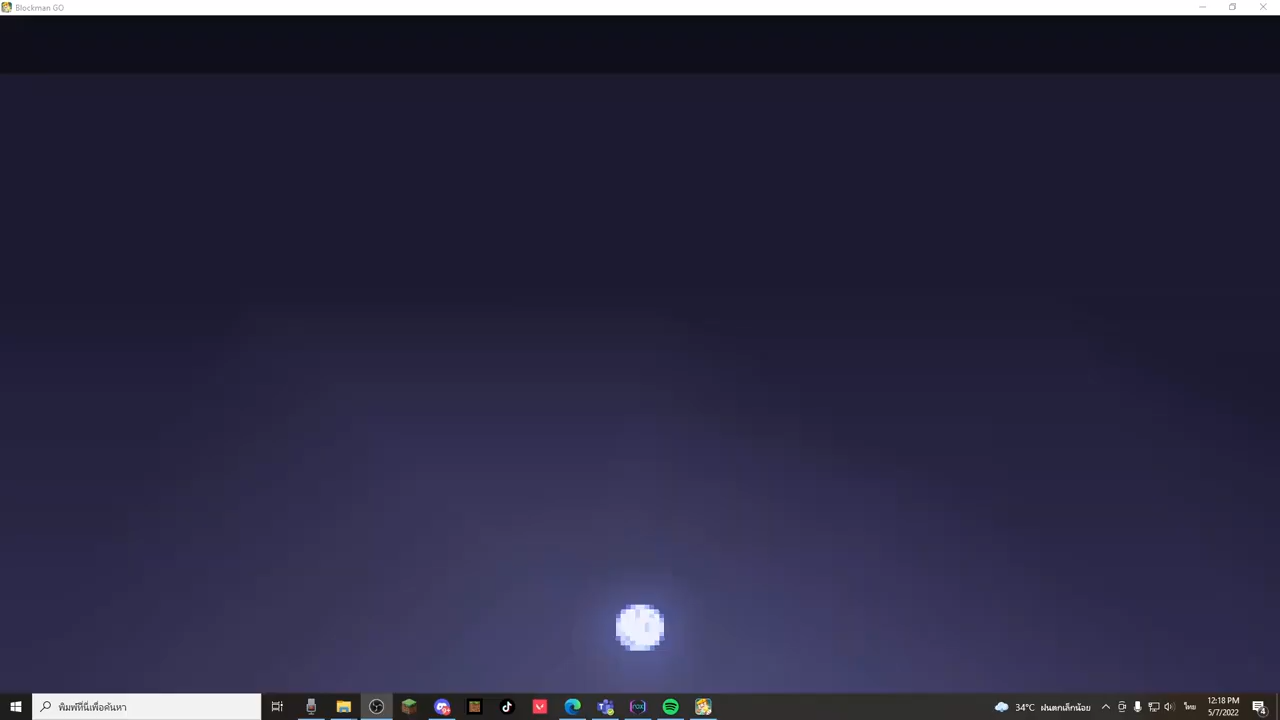 Blockman GO
พิมพ์ที่นี่เพื่อค้นหา
34°C ฝนตกเล็กน้อย
ไทย
12:18 PM
5/7/2022
4